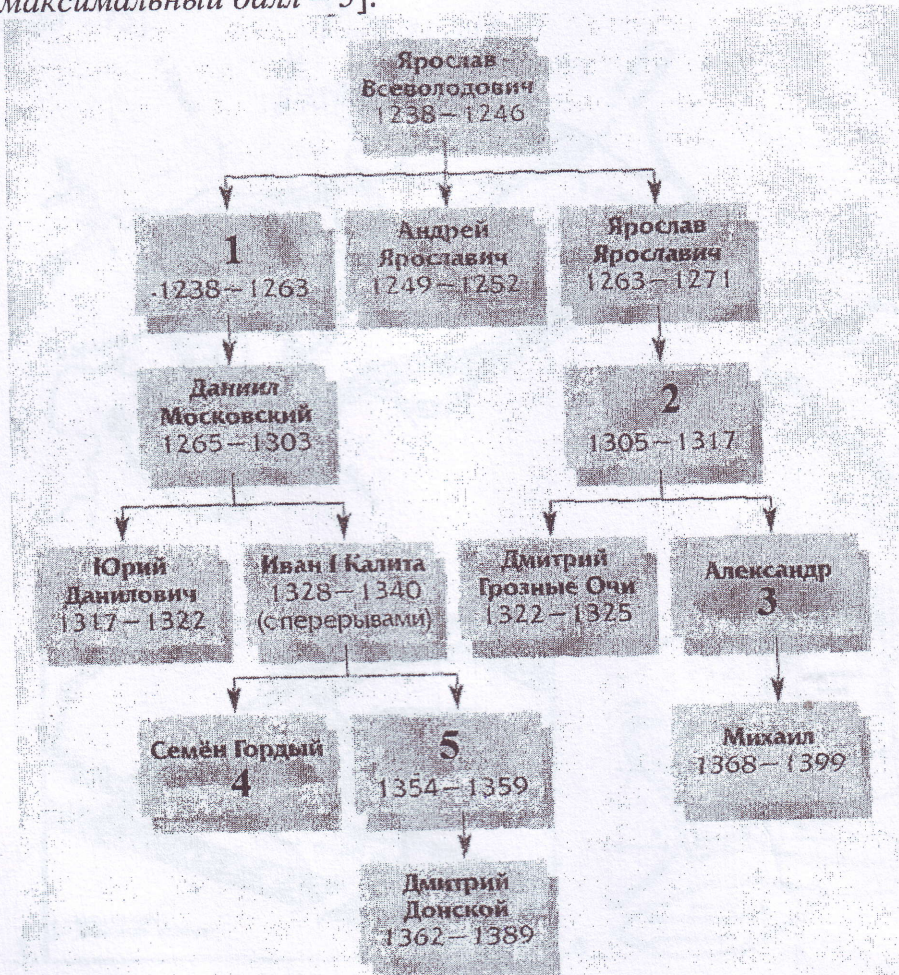 максимальный балл – 5].
Ярослав
Всеволодович
1238–1246
1
1238–1263
Андрей
Ярославич
1249–1252
Ярослав
Ярославич
1263–1271
Даниил
Московский
1265–1303
2
1305–1317
Юрий
Данилович
1317–1322
Иван I Калита
1328–1340
(с перерывами)
Дмитрий
Грозные Очи
1322–1325
Александр
3
Семён Гордый
4
5
1354–1359
Михаил
1368–1399
Дмитрий
Донской
1362–1389